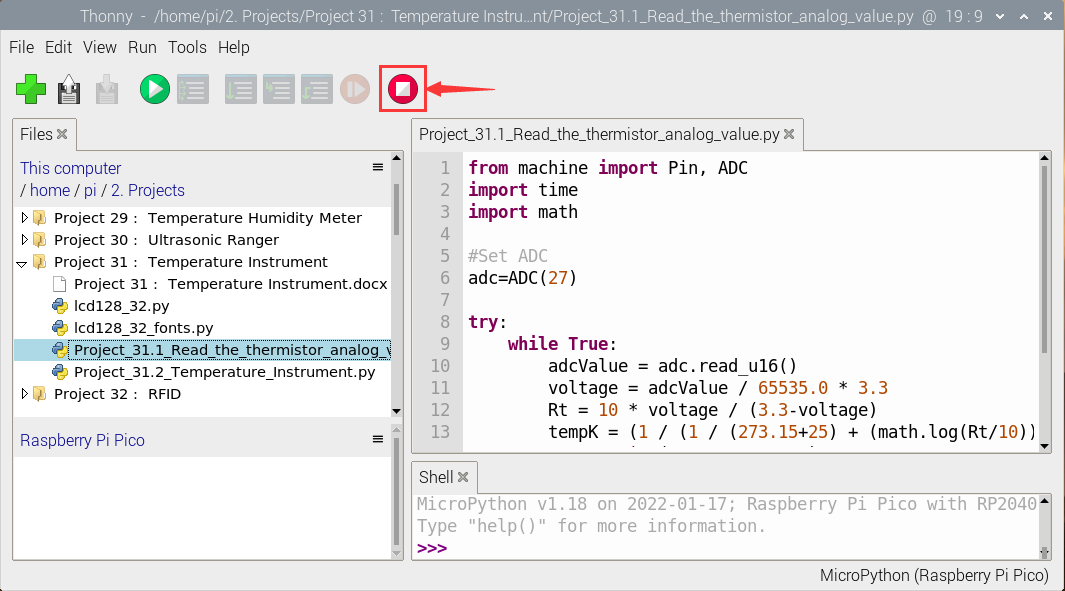 Thonny - /home/pi/2. Projects/Project 31 : Temperature Instru...nt/Project_31.1_Read_the_thermistor_analog_value.py @ 19 : 9
File Edit View Run Tools Help
Files
This computer
/ home / pi / 2. Projects
Project 29 : Temperature Humidity Meter
Project 30 : Ultrasonic Ranger
Project 31 : Temperature Instrument
Project 31 : Temperature Instrument.docx
lcd128_32.py
lcd128_32_fonts.py
Project_31.1_Read_the_thermistor_analog_v
Project_31.2_Temperature_Instrument.py
Project 32 : RFID
Raspberry Pi Pico
Project_31.1_Read_the_thermistor_analog_value.py
1 from machine import Pin, ADC
2 import time
3 import math
4
5 #Set ADC
6 adc=ADC(27)
7
8 try:
9 while True:
10 adcValue = adc.read_u16()
11 voltage = adcValue / 65535.0 * 3.3
12 Rt = 10 * voltage / (3.3-voltage)
13 tempK = (1 / (1 / (273.15+25) + (math.log(Rt/10))
Shell
MicroPython v1.18 on 2022-01-17; Raspberry Pi Pico with RP2040
Type "help()" for more information.
>>>
MicroPython (Raspberry Pi Pico)